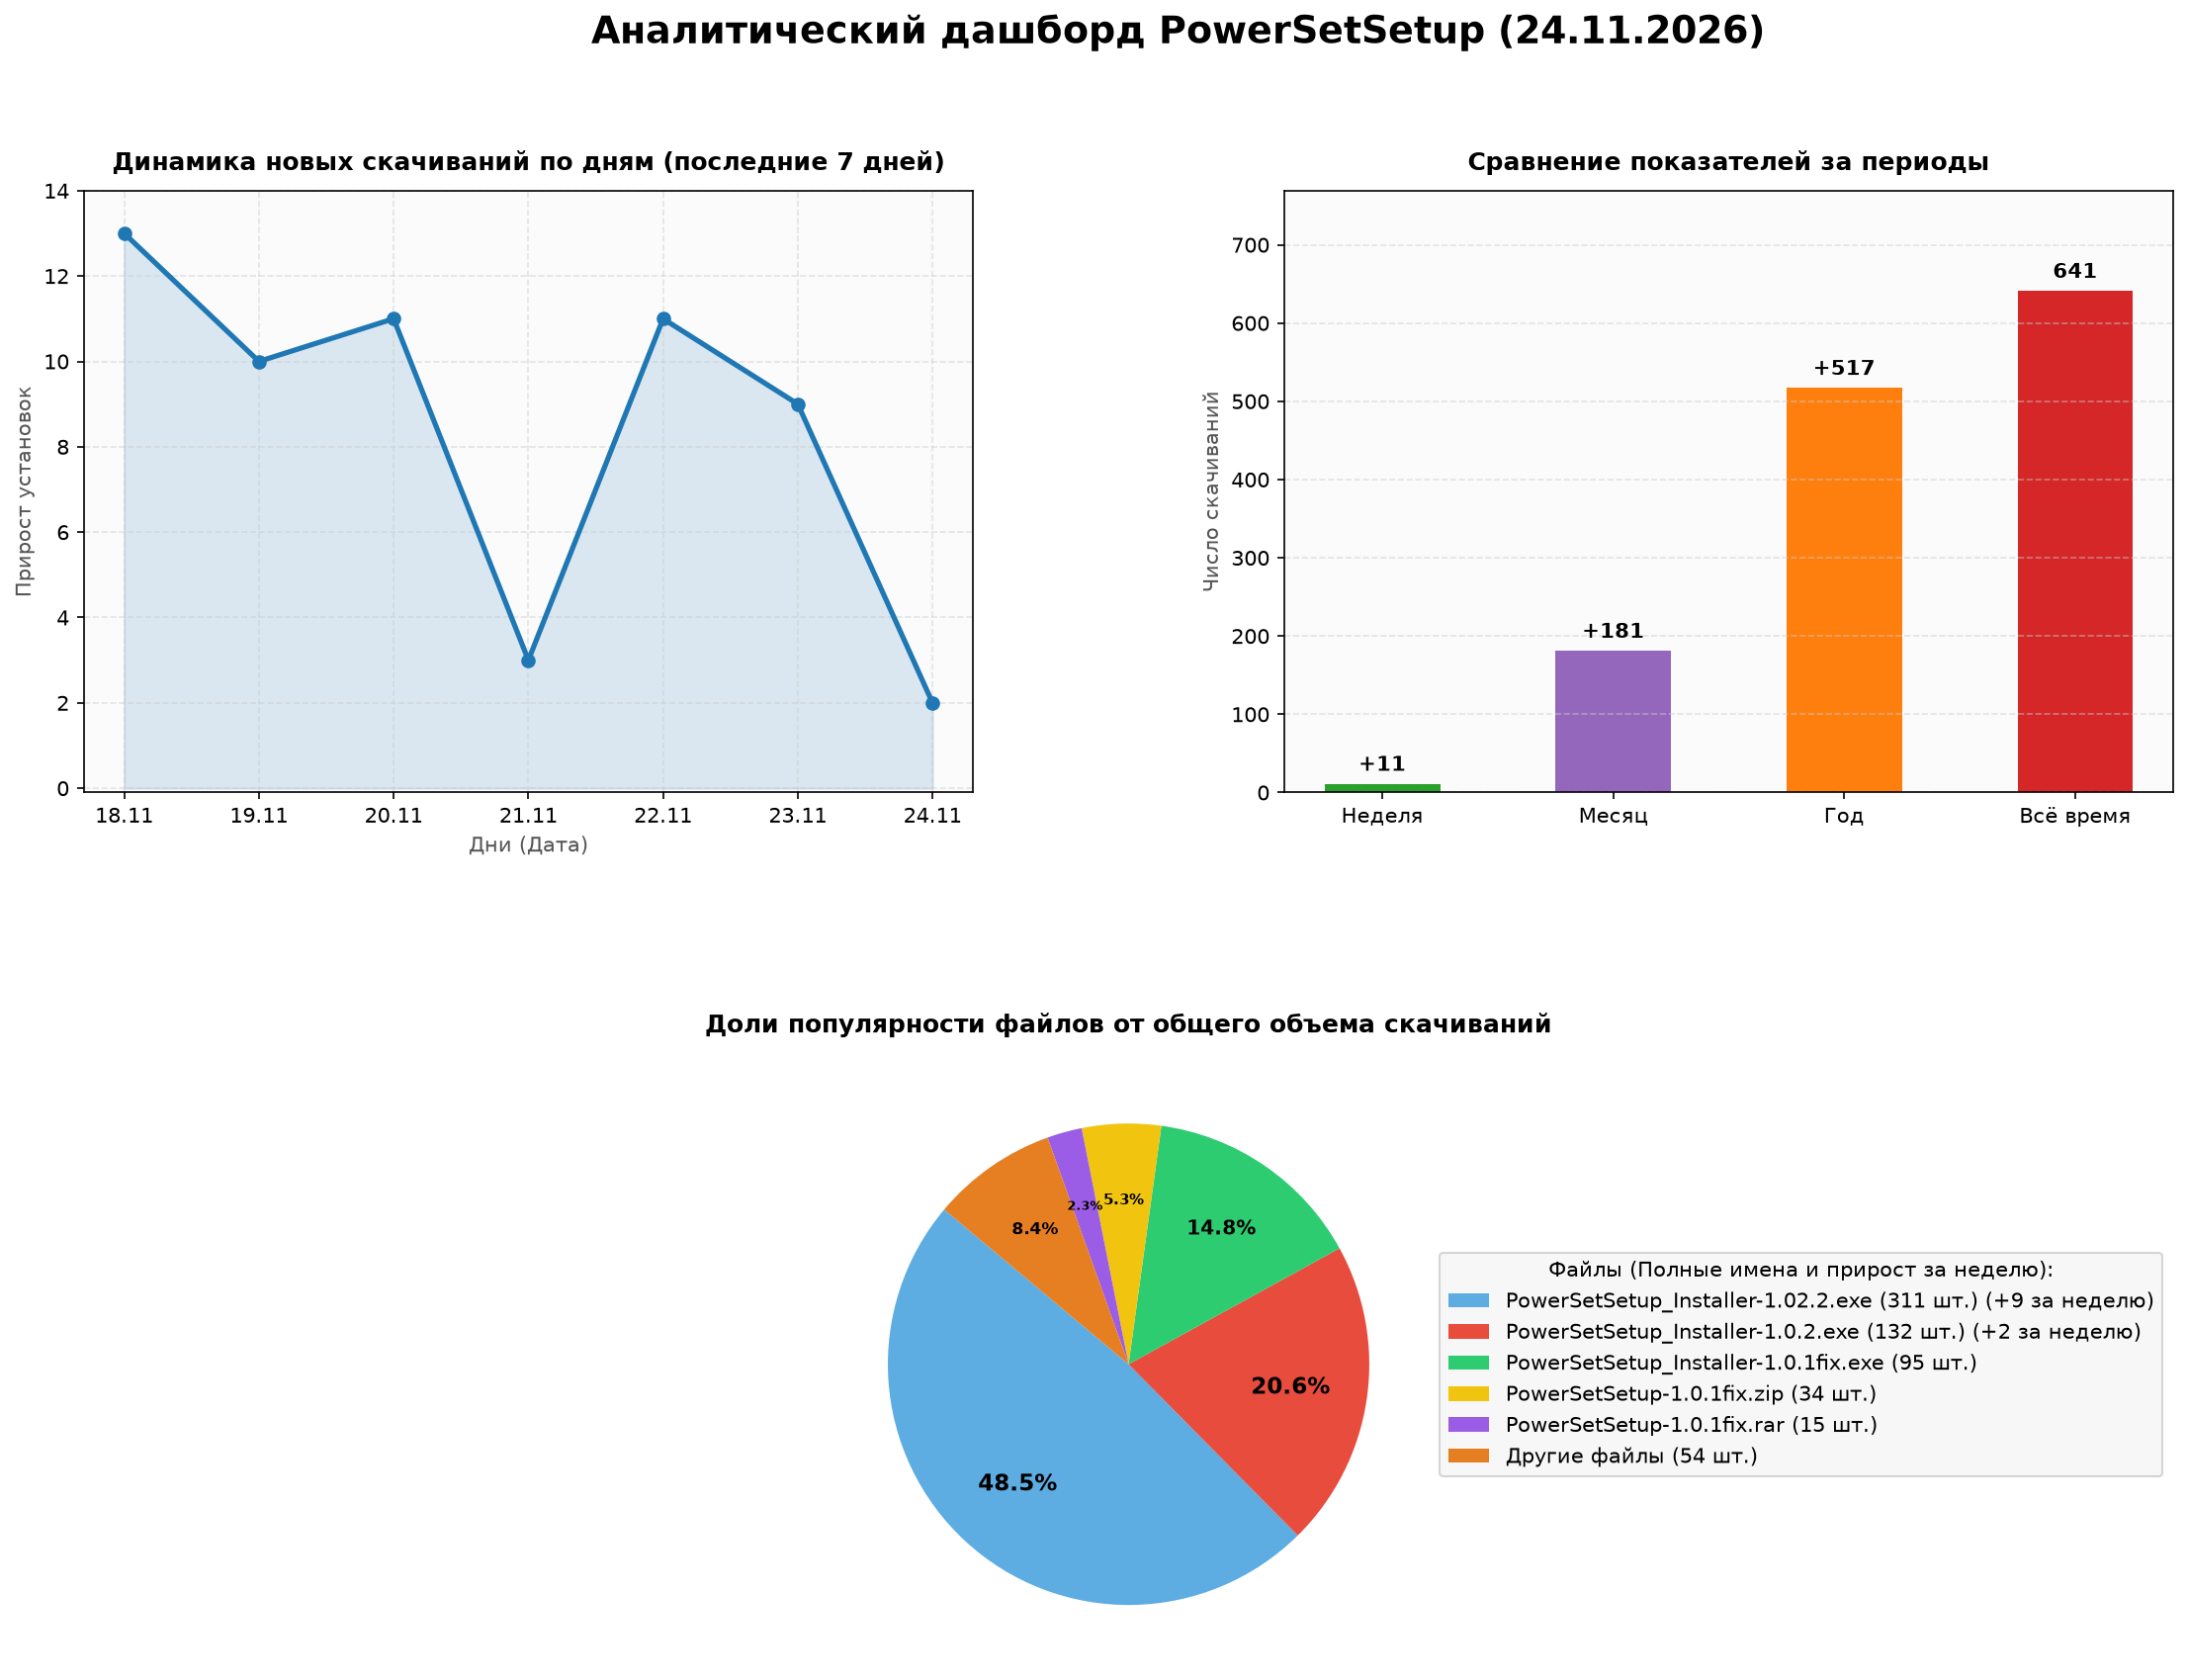 Аналитический дашборд PowerSetSetup (24.11.2026)
Динамика новых скачиваний по дням (последние 7 дней)
Прирост установок
14
12
10
8
6
4
2
0
18.11 19.11 20.11 21.11 22.11 23.11 24.11
Дни (Дата)
Сравнение показателей за периоды
Число скачиваний
700
600
500
400
300
200
100
0
+11
+181
+517
641
Неделя Месяц Год Всё время
Доли популярности файлов от общего объема скачиваний
48.5%
20.6%
14.8%
5.3%
2.3%
8.4%
Файлы (Полные имена и прирост за неделю):
PowerSetSetup_Installer-1.02.2.exe (311 шт.) (+9 за неделю)
PowerSetSetup_Installer-1.0.2.exe (132 шт.) (+2 за неделю)
PowerSetSetup_Installer-1.0.1fix.exe (95 шт.)
PowerSetSetup-1.0.1fix.zip (34 шт.)
PowerSetSetup-1.0.1fix.rar (15 шт.)
Другие файлы (54 шт.)